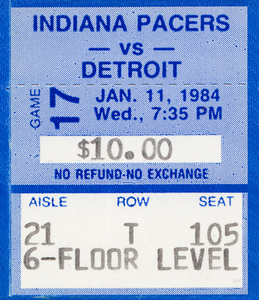 INDIANA PACERS
— VS —
DETROIT
GAME 17
JAN. 11, 1984
Wed., 7:35 PM
$10.00
NO REFUND-NO EXCHANGE
AISLE ROW SEAT
21 T 105
6-FLOOR LEVEL